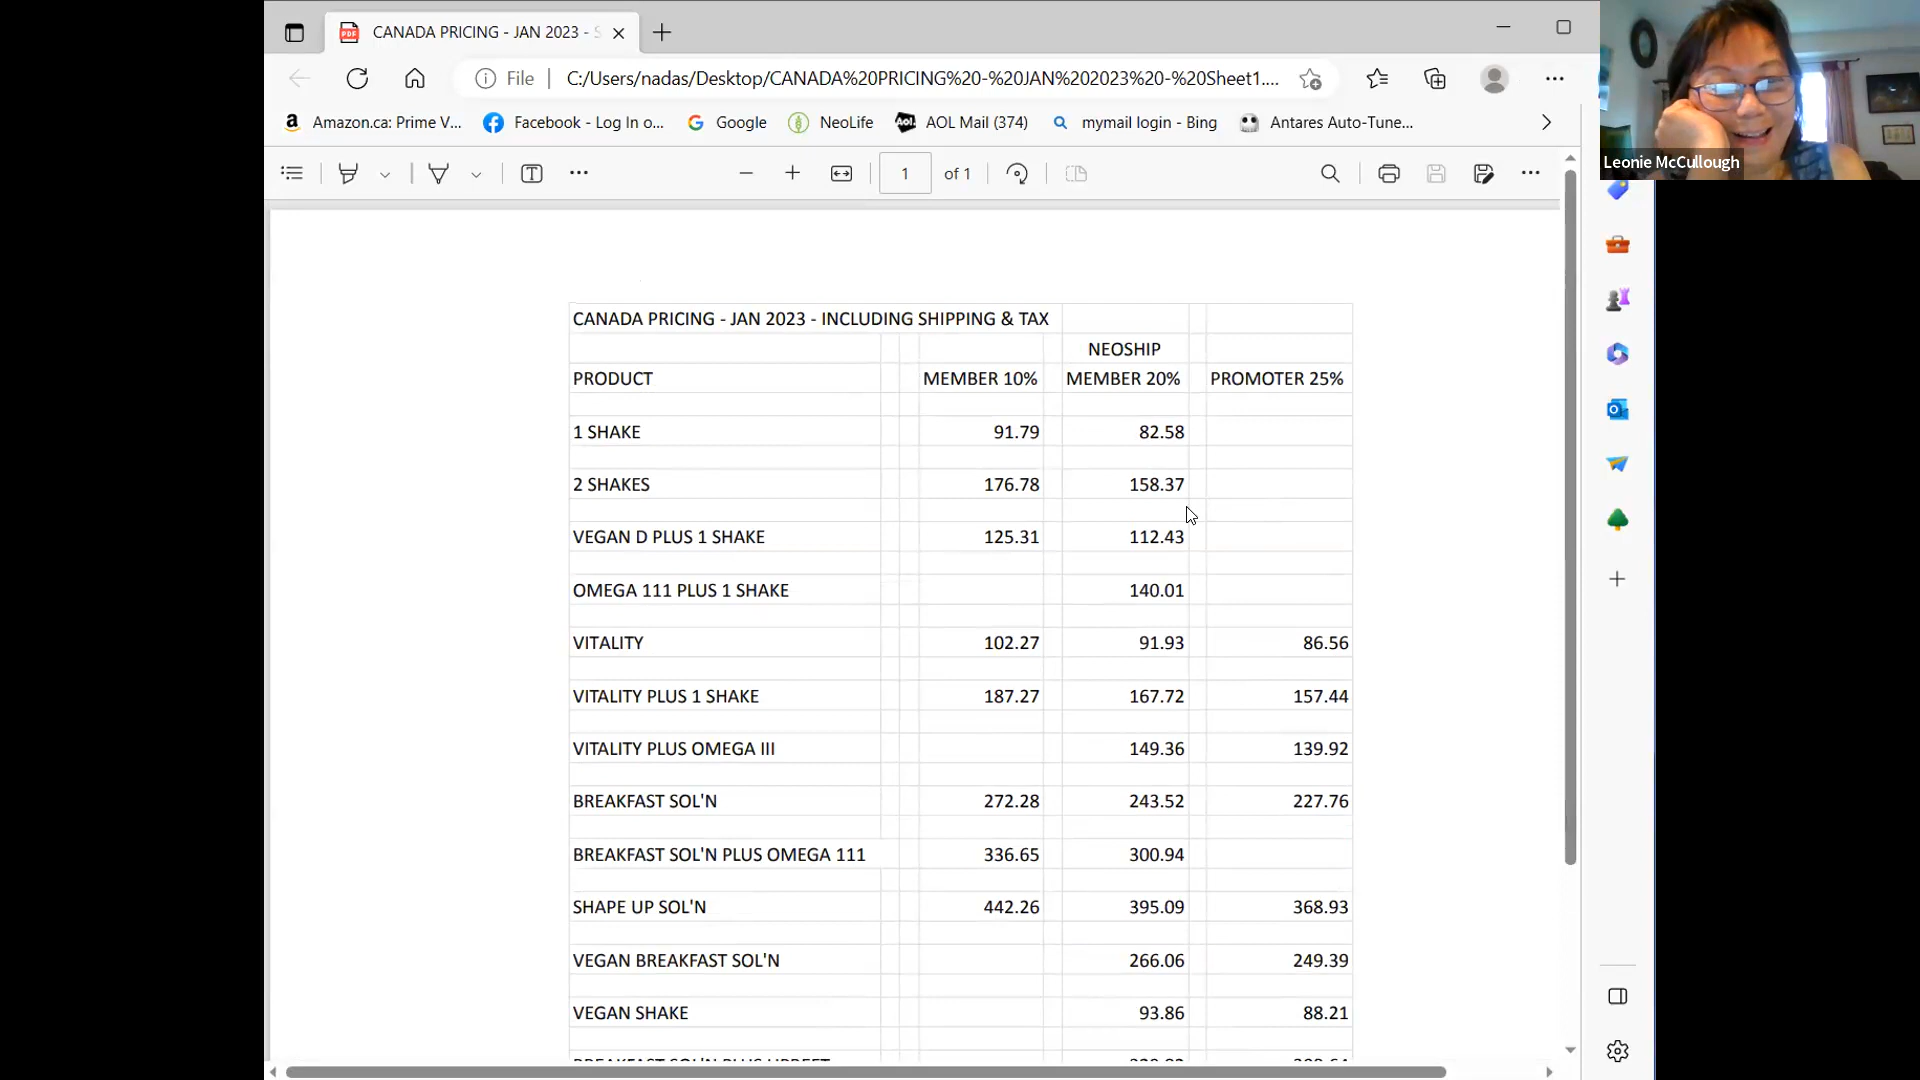 CANADA PRICING - JAN 2023 -
File C:/Users/nadas/Desktop/CANADA%20PRICING%20-%20JAN%202023%20-%20Sheet1....
Amazon.ca: Prime V... Facebook - Log In o... Google NeoLife AOL Mail (374) mymail login - Bing Antares Auto-Tune...
1 of 1
Leonie McCullough
CANADA PRICING - JAN 2023 - INCLUDING SHIPPING & TAX
NEOSHIP
PRODUCT MEMBER 10% MEMBER 20% PROMOTER 25%
1 SHAKE 91.79 82.58
2 SHAKES 176.78 158.37
VEGAN D PLUS 1 SHAKE 125.31 112.43
OMEGA 111 PLUS 1 SHAKE 140.01
VITALITY 102.27 91.93 86.56
VITALITY PLUS 1 SHAKE 187.27 167.72 157.44
VITALITY PLUS OMEGA III 149.36 139.92
BREAKFAST SOL'N 272.28 243.52 227.76
BREAKFAST SOL'N PLUS OMEGA 111 336.65 300.94
SHAPE UP SOL'N 442.26 395.09 368.93
VEGAN BREAKFAST SOL'N 266.06 249.39
VEGAN SHAKE 93.86 88.21